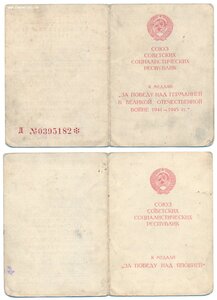 СОЮЗ
СОВЕТСКИХ
СОЦИАЛИСТИЧЕСКИХ
РЕСПУБЛИК
К МЕДАЛИ
"ЗА ПОБЕДУ НАД ГЕРМАНИЕЙ
В ВЕЛИКОЙ ОТЕЧЕСТВЕННОЙ
ВОЙНЕ 1941—1945 гг."
Л №0395182*
СОЮЗ
СОВЕТСКИХ
СОЦИАЛИСТИЧЕСКИХ
РЕСПУБЛИК
К МЕДАЛИ
"ЗА ПОБЕДУ НАД ЯПОНИЕЙ"